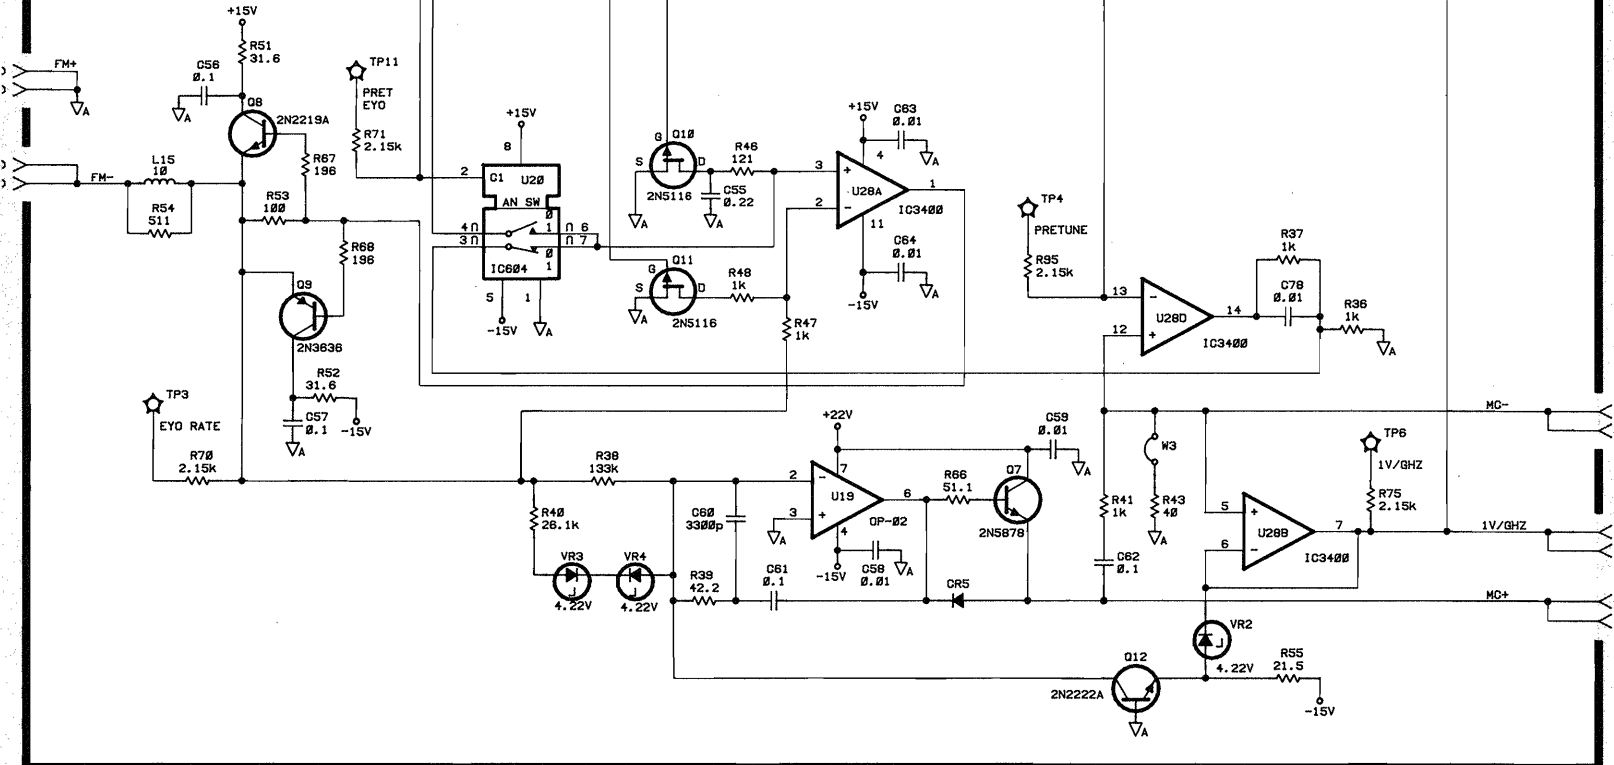 +15V
R51
31.6
FM+
C56
0.1
A
A
Q8
2N2219A
TP11
PRET
EYO
R71
2.15k
R67
196
L15
10
FM-
R54
511
R53
100
R68
196
Q9
2N3636
R52
31.6
C57
0.1
-15V
A
TP3
EYO RATE
R70
2.15k
+15V
8
2
C1
U20
AN SW
0
4
1
6
3
0
7
1
IC604
5
1
-15V
A
G
Q10
S
D
2N5116
A
R46
121
C55
0.22
A
G
Q11
S
D
2N5116
A
R48
1k
R47
1k
+15V
C63
0.01
A
4
3
+
2
-
U28A
1
IC3400
11
C64
0.01
A
-15V
TP4
PRETUNE
R95
2.15k
13
-
12
+
U28D
14
IC3400
R37
1k
C78
0.01
R36
1k
A
R38
133k
R40
26.1k
VR3
4.22V
VR4
4.22V
C60
3300p
R39
42.2
C61
0.1
+22V
7
2
-
3
+
U19
6
OP-02
4
A
-15V
C58
0.01
A
R66
51.1
Q7
2N5878
C59
0.01
A
CR5
R41
1k
C62
0.1
W3
R43
40
A
MC-
TP6
1V/GHZ
R75
2.15k
5
+
6
-
U28B
7
IC3400
1V/GHZ
MC+
VR2
4.22V
Q12
2N2222A
A
R55
21.5
-15V